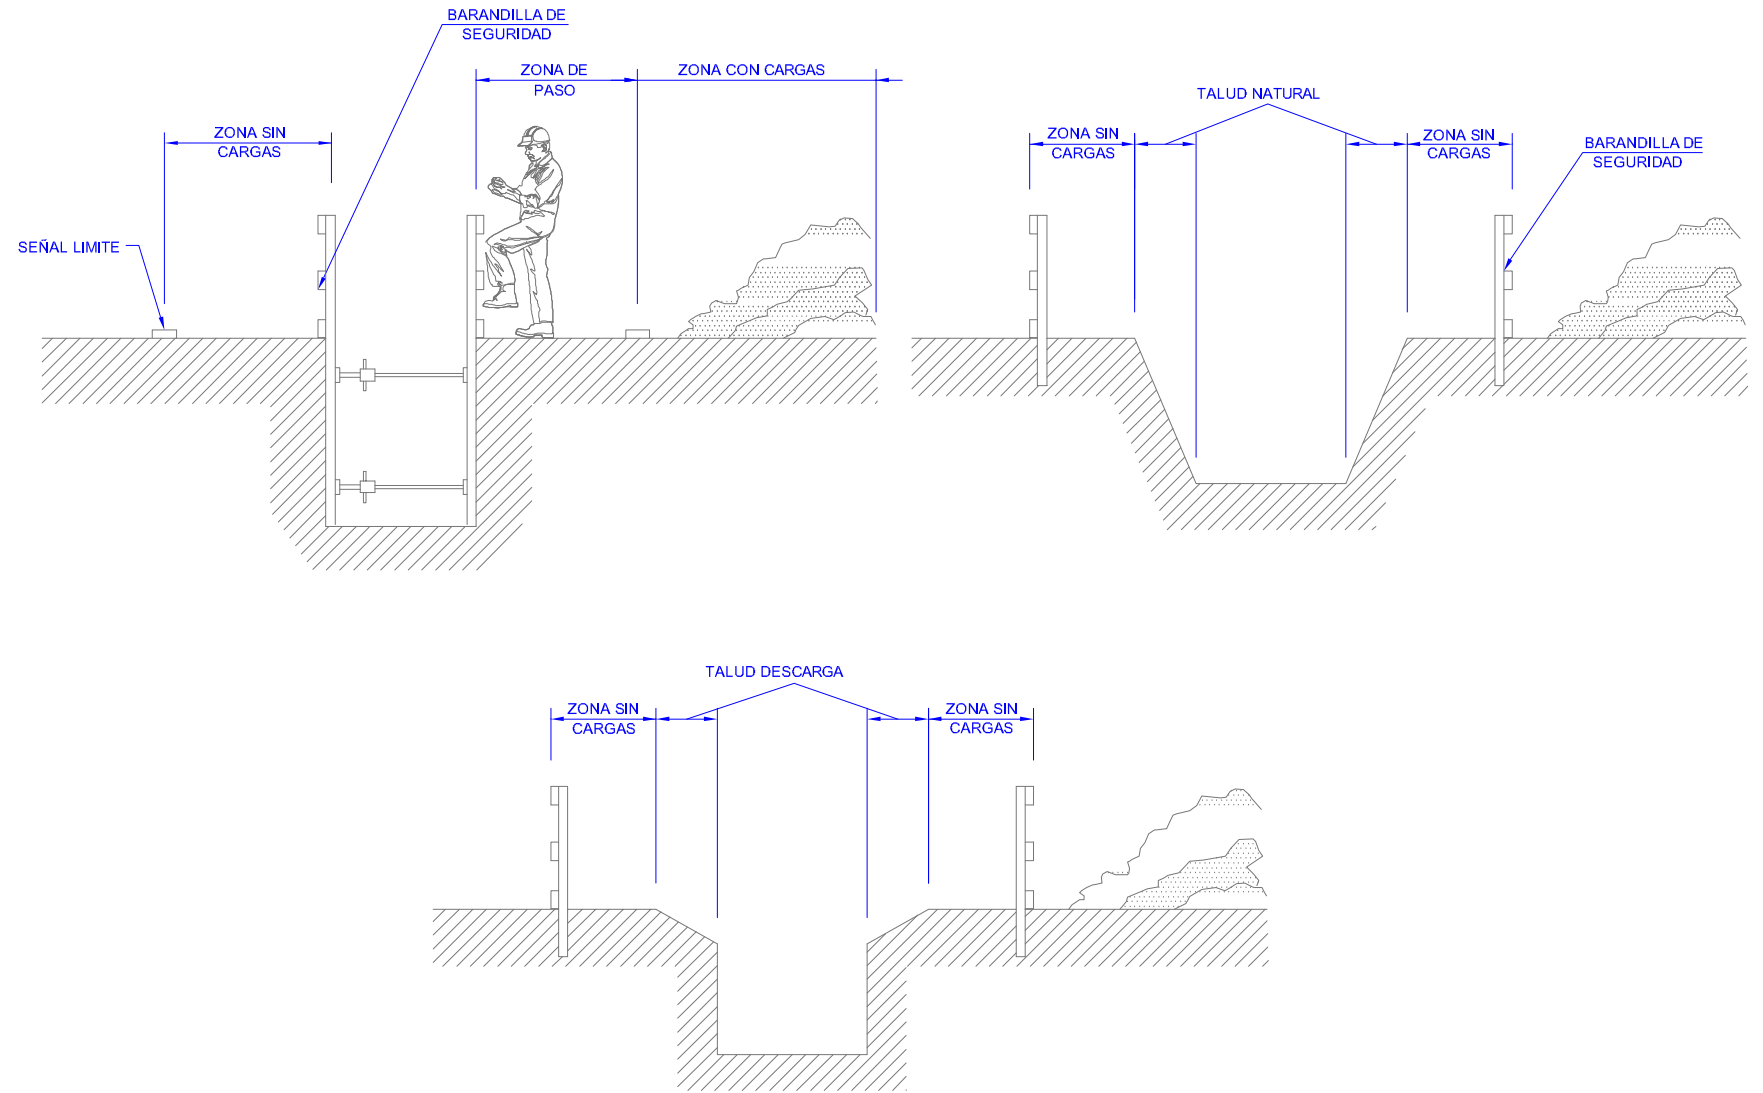 BARANDILLA DE
SEGURIDAD
ZONA DE
PASO
ZONA CON CARGAS
ZONA SIN
CARGAS
SEÑAL LIMITE
TALUD NATURAL
ZONA SIN
CARGAS
ZONA SIN
CARGAS
BARANDILLA DE
SEGURIDAD
TALUD DESCARGA
ZONA SIN
CARGAS
ZONA SIN
CARGAS